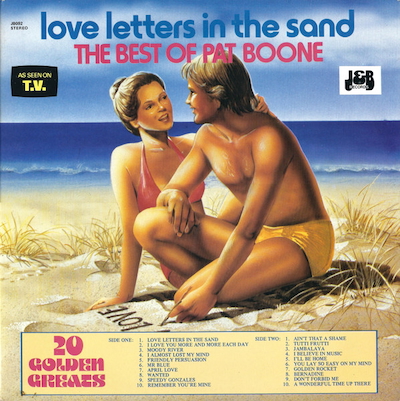 J8082
STEREO
love letters in the sand
THE BEST OF PAT BOONE
AS SEEN ON
T.V.
J&B
RECORDS
LOVE
20
GOLDEN
GREATS
SIDE ONE:
1. LOVE LETTERS IN THE SAND
2. I LOVE YOU MORE AND MORE EACH DAY
3. MOODY RIVER
4. I ALMOST LOST MY MIND
5. FRIENDLY PERSUASION
6. MR BLUE
7. APRIL LOVE
8. WANTED
9. SPEEDY GONZALES
10. REMEMBER YOU'RE MINE
SIDE TWO:
1. AIN'T THAT A SHAME
2. TUTTI FRUTTI
3. JAMBALAYA
4. I BELIEVE IN MUSIC
5. I'LL BE HOME
6. YOU LAY SO EASY ON MY MIND
7. GOLDEN ROCKET
8. BERNADINE
9. DON'T FORBID ME
10. A WONDERFUL TIME UP THERE